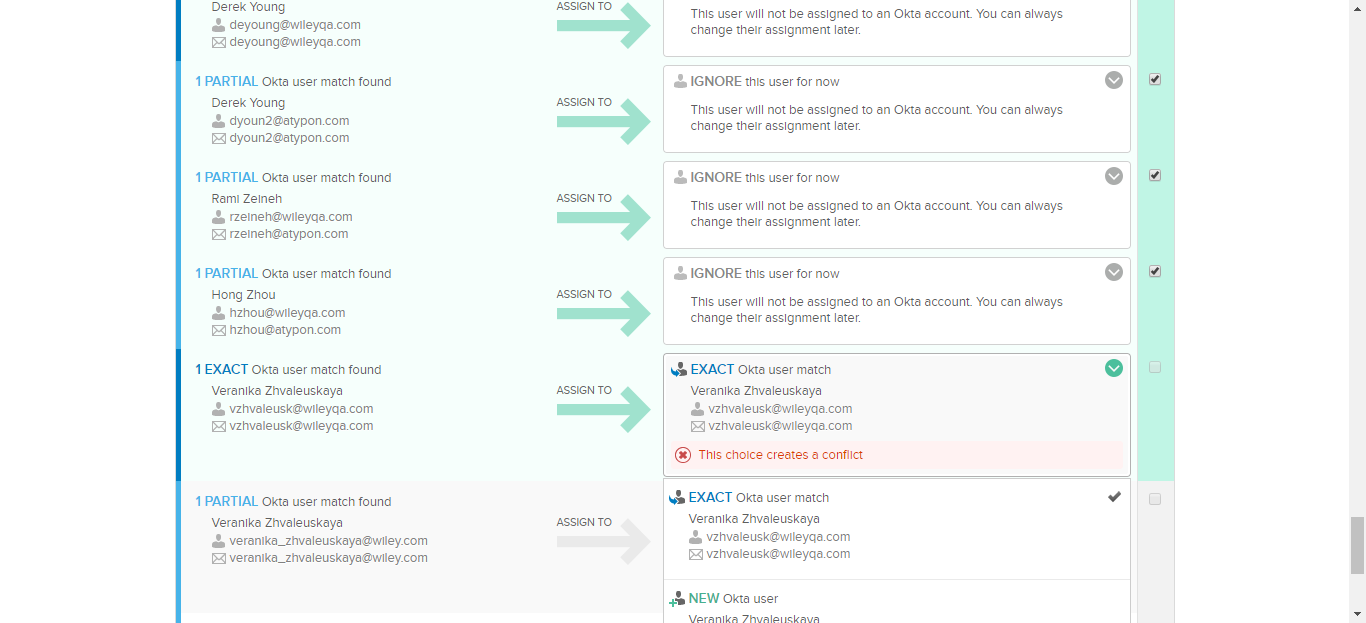 Derek Young
deyoung@wileyqa.com
deyoung@wileyqa.com
ASSIGN TO
This user will not be assigned to an Okta account. You can always
change their assignment later.
1 PARTIAL Okta user match found
Derek Young
dyoun2@atypon.com
dyoun2@atypon.com
ASSIGN TO
IGNORE this user for now
This user will not be assigned to an Okta account. You can always
change their assignment later.
1 PARTIAL Okta user match found
Rami Zeineh
rzeineh@wileyqa.com
rzeineh@atypon.com
ASSIGN TO
IGNORE this user for now
This user will not be assigned to an Okta account. You can always
change their assignment later.
1 PARTIAL Okta user match found
Hong Zhou
hzhou@wileyqa.com
hzhou@atypon.com
ASSIGN TO
IGNORE this user for now
This user will not be assigned to an Okta account. You can always
change their assignment later.
1 EXACT Okta user match found
Veranika Zhvaleuskaya
vzhvaleusk@wileyqa.com
vzhvaleusk@wileyqa.com
ASSIGN TO
EXACT Okta user match
Veranika Zhvaleuskaya
vzhvaleusk@wileyqa.com
vzhvaleusk@wileyqa.com
This choice creates a conflict
1 PARTIAL Okta user match found
Veranika Zhvaleuskaya
veranika_zhvaleuskaya@wiley.com
veranika_zhvaleuskaya@wiley.com
ASSIGN TO
EXACT Okta user match
Veranika Zhvaleuskaya
vzhvaleusk@wileyqa.com
vzhvaleusk@wileyqa.com
NEW Okta user
Veranika Zhvaleuskaya